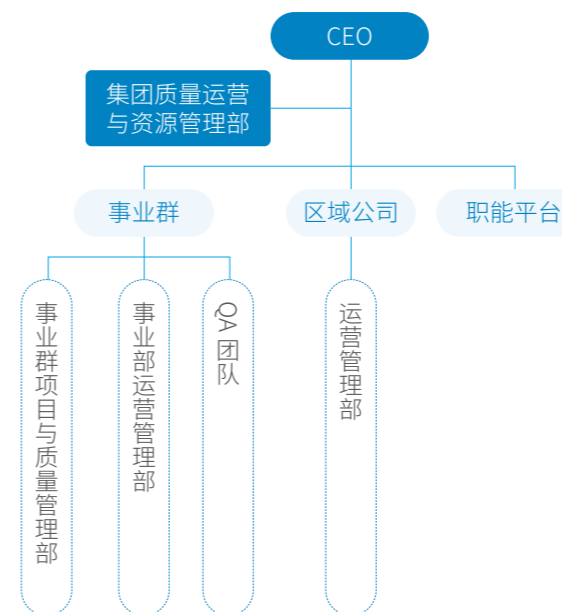 CEO
集团质量运营
与资源管理部
事业群
区域公司
职能平台
事业群项目与质量管理部
事业部运营管理部
QA 团队
运营管理部